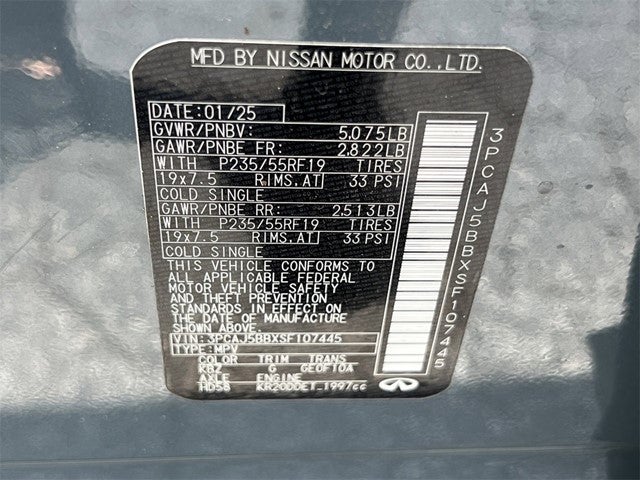 MFD BY NISSAN MOTOR CO.,LTD.
DATE:01/25
GVWR/PNBV: 5,075LB
GAWR/PNBE FR: 2,822LB
WITH P235/55RF19 TIRES
19x7.5 RIMS.AT 33 PSI
COLD SINGLE
GAWR/PNBE RR: 2,513LB
WITH P235/55RF19 TIRES
19x7.5 RIMS.AT 33 PSI
COLD SINGLE
THIS VEHICLE CONFORMS TO
ALL APPLICABLE FEDERAL
MOTOR VEHICLE SAFETY
AND THEFT PREVENTION
STANDARDS IN EFFECT ON
THE DATE OF MANUFACTURE
SHOWN ABOVE.
VIN: 3PCAJ5BBXSF107445
TYPE:MPV
COLOR TRIM TRANS
KBZ G GE0F10A
AXLE ENGINE
HD58 KR20DDET 1997cc
3PCAJ5BBXSF107445